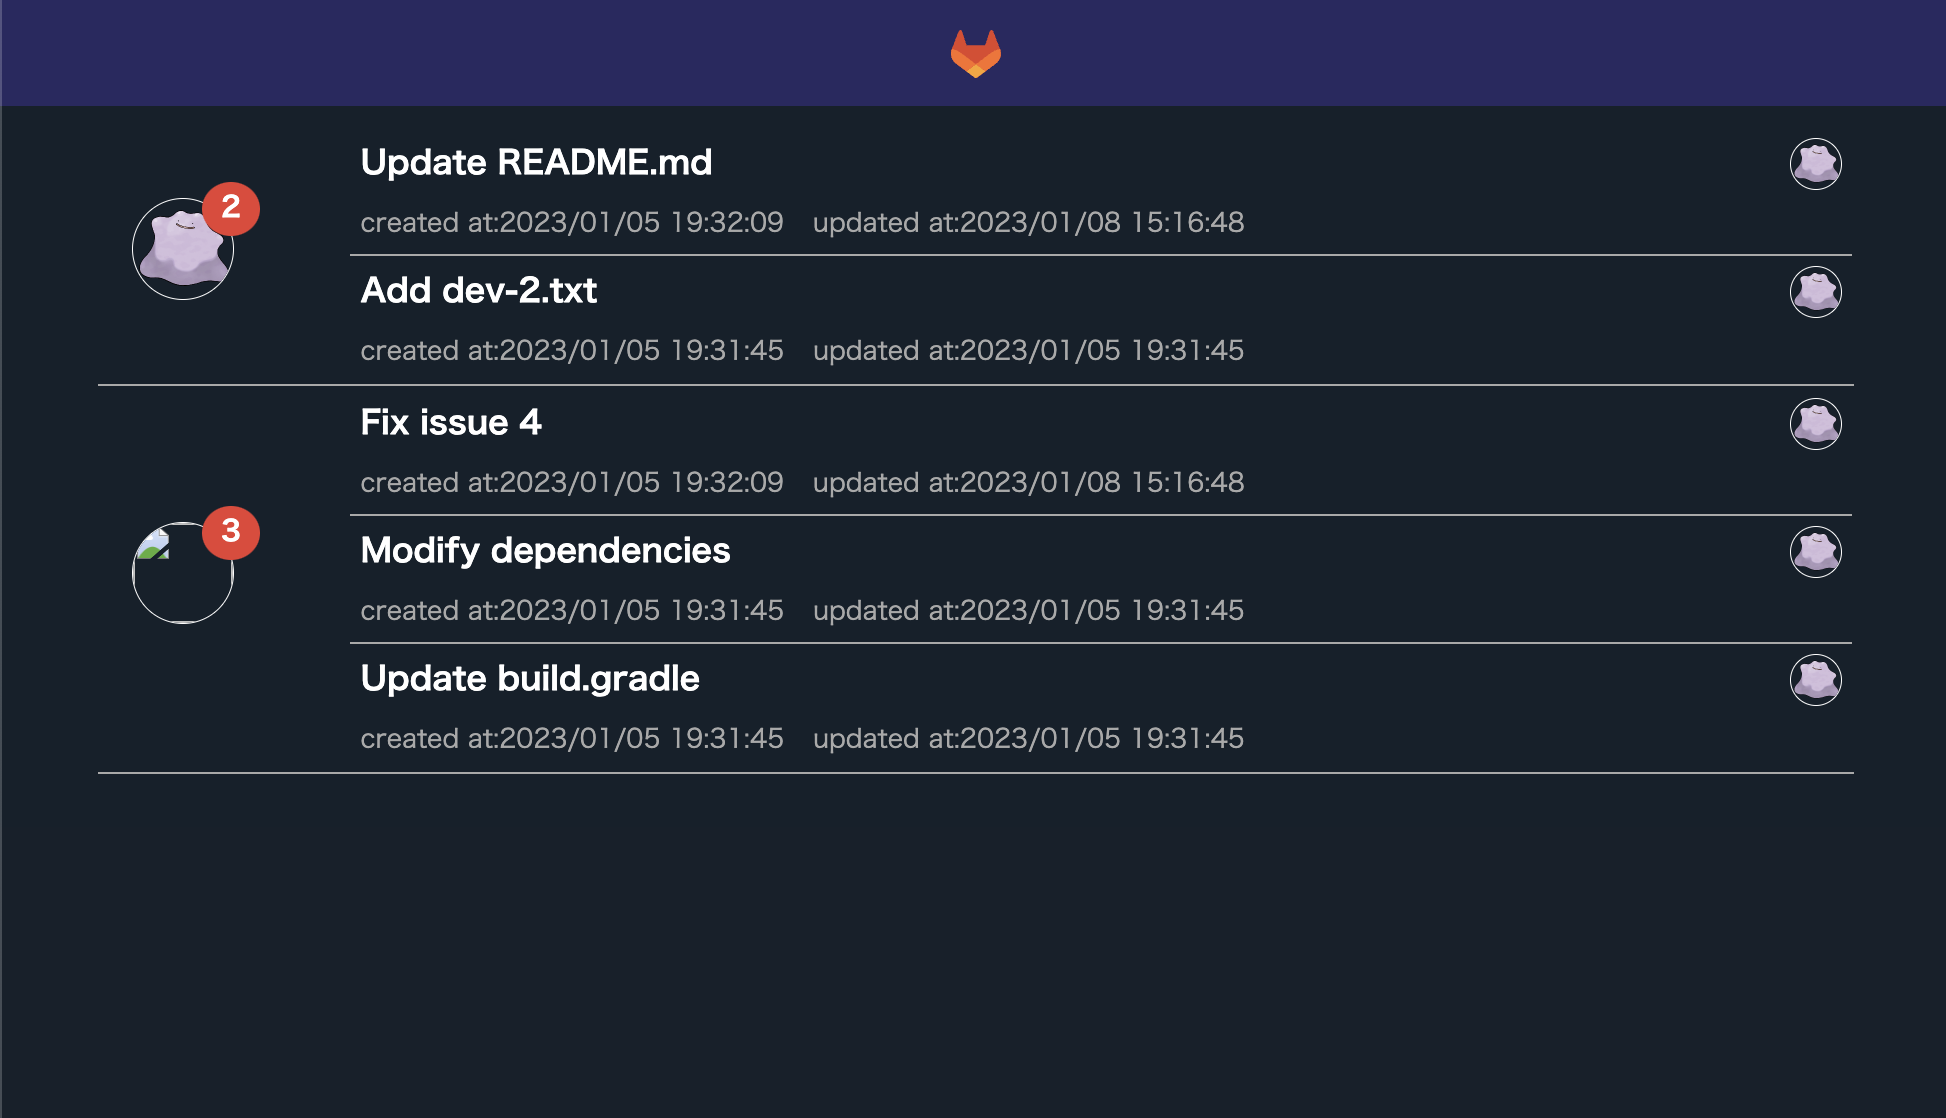 2
Update README.md
created at:2023/01/05 19:32:09 updated at:2023/01/08 15:16:48
Add dev-2.txt
created at:2023/01/05 19:31:45 updated at:2023/01/05 19:31:45
3
Fix issue 4
created at:2023/01/05 19:32:09 updated at:2023/01/08 15:16:48
Modify dependencies
created at:2023/01/05 19:31:45 updated at:2023/01/05 19:31:45
Update build.gradle
created at:2023/01/05 19:31:45 updated at:2023/01/05 19:31:45